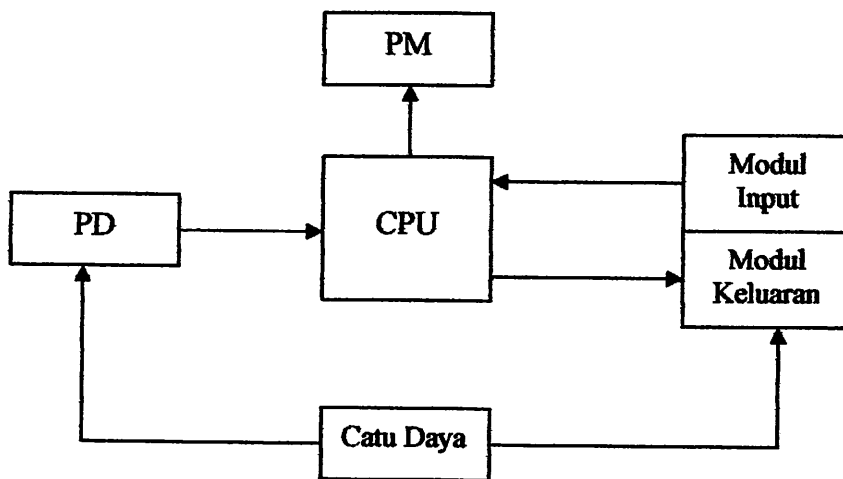 PM
Modul
Input
PD
CPU
Modul
Keluaran
Catu Daya